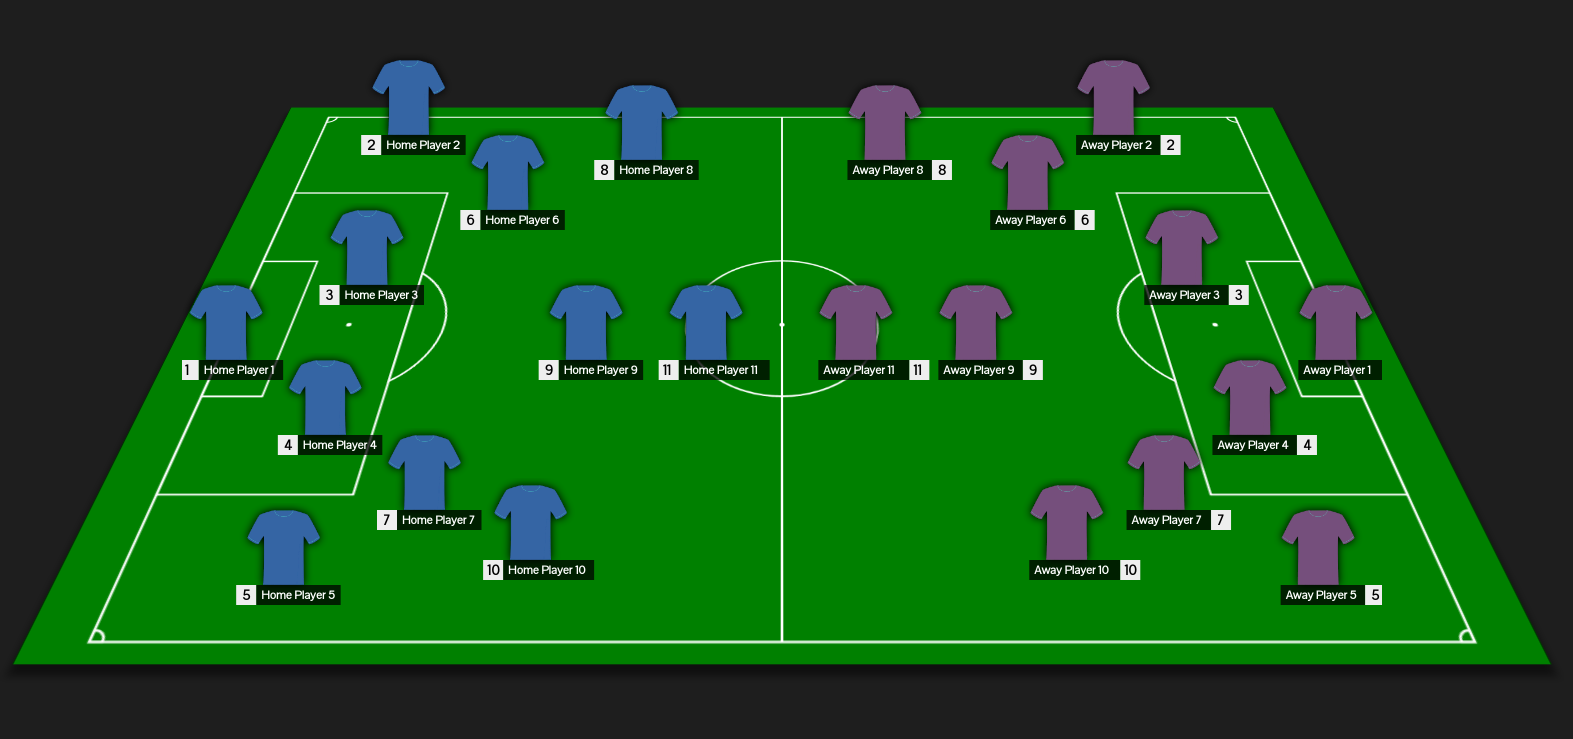 2 Home Player 2
Away Player 2 2
8 Home Player 8
Away Player 8 8
6 Home Player 6
Away Player 6 6
3 Home Player 3
Away Player 3 3
1 Home Player 1
9 Home Player 9
11 Home Player 11
Away Player 11 11
Away Player 9 9
Away Player 1
4 Home Player 4
Away Player 4 4
7 Home Player 7
Away Player 7 7
10 Home Player 10
Away Player 10 10
5 Home Player 5
Away Player 5 5